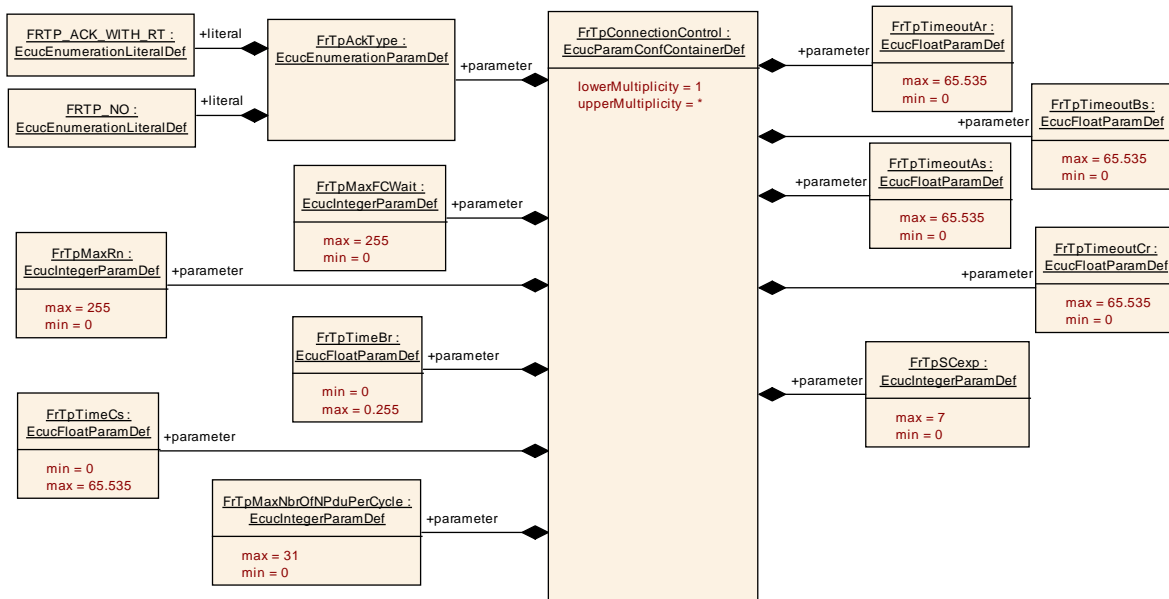 FRTP_ACK_WITH_RT :
EcucEnumerationLiteralDef
+literal
FrTpAckType :
EcucEnumerationParamDef
+parameter
FRTP_NO :
EcucEnumerationLiteralDef
+literal
FrTpConnectionControl :
EcucParamConfContainerDef
lowerMultiplicity = 1
upperMultiplicity = *
+parameter
FrTpTimeoutAr :
EcucFloatParamDef
max = 65.535
min = 0
+parameter
FrTpTimeoutBs :
EcucFloatParamDef
max = 65.535
min = 0
+parameter
FrTpTimeoutAs :
EcucFloatParamDef
max = 65.535
min = 0
FrTpMaxFCWait :
EcucIntegerParamDef
max = 255
min = 0
+parameter
FrTpMaxRn :
EcucIntegerParamDef
max = 255
min = 0
+parameter
+parameter
FrTpTimeoutCr :
EcucFloatParamDef
max = 65.535
min = 0
FrTpTimeBr :
EcucFloatParamDef
min = 0
max = 0.255
+parameter
+parameter
FrTpSCexp :
EcucIntegerParamDef
max = 7
min = 0
FrTpTimeCs :
EcucFloatParamDef
min = 0
max = 65.535
+parameter
FrTpMaxNbrOfNPduPerCycle :
EcucIntegerParamDef
max = 31
min = 0
+parameter